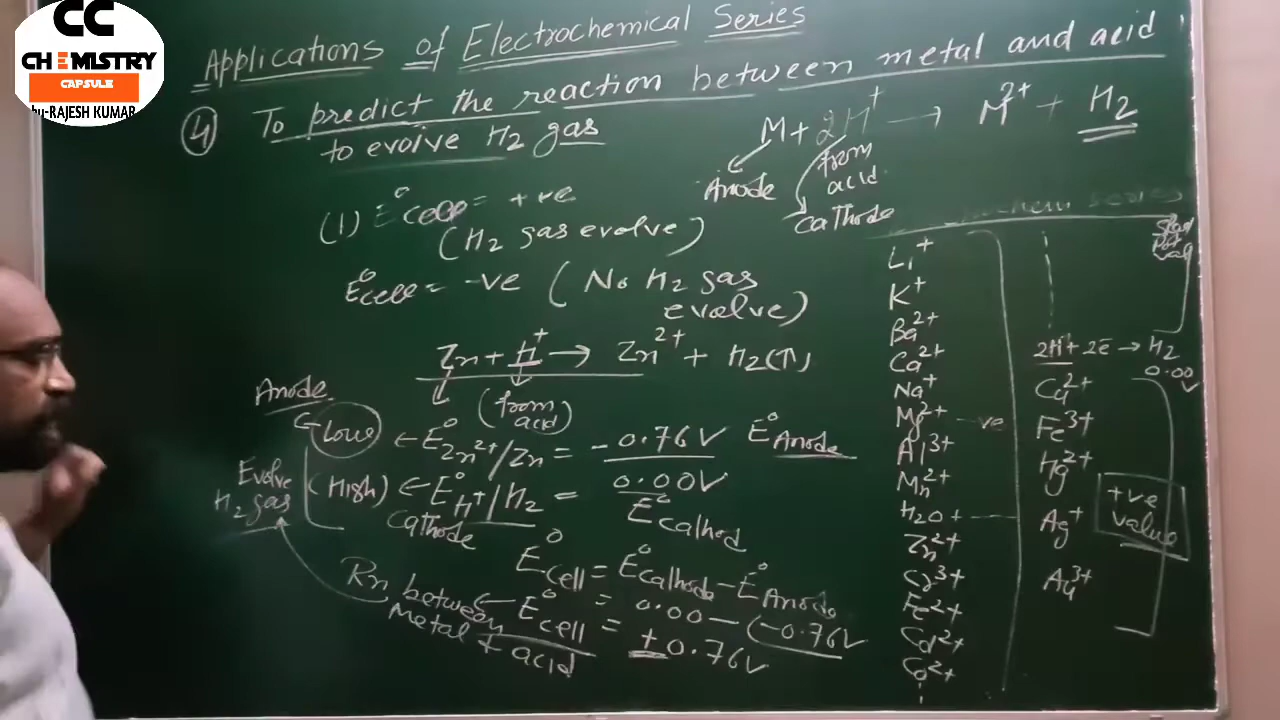 CC
CHEMISTRY
CAPSULE
by-RAJESH KUMAR
Applications of Electrochemical Series
(4) To predict the reaction between metal and acid
to evolve H2 gas
M + 2H⁺ → M²⁺ + H2
Anode
from
acid
Cathode
(1) E°cell = +ve
(H2 gas evolve)
E°cell = -ve (No H2 gas
evolve)
Zn + H⁺ → Zn²⁺ + H2(↑)
(from
acid)
Anode
(Low) ← E°Zn²⁺/Zn = -0.76V E°Anode
Evolve
H2 gas
(High) ← E°H⁺/H2 = 0.00V
Cathode
E°Cathod
E°cell = E°Cathode - E°Anode
Rn between
metal + acid
← E°cell = 0.00 - (-0.76V
= +0.76V
chem series
Li⁺
K⁺
Ba²⁺
Ca²⁺
Na⁺
Mg²⁺ -ve
Al³⁺
Mn²⁺
H2O +
Zn²⁺
Cr³⁺
Fe²⁺
Cd²⁺
Co²⁺
2H⁺ + 2e⁻ → H2
0.00
V
Cu²⁺
Fe³⁺
Hg²⁺
Ag⁺
Au³⁺
+ve
value